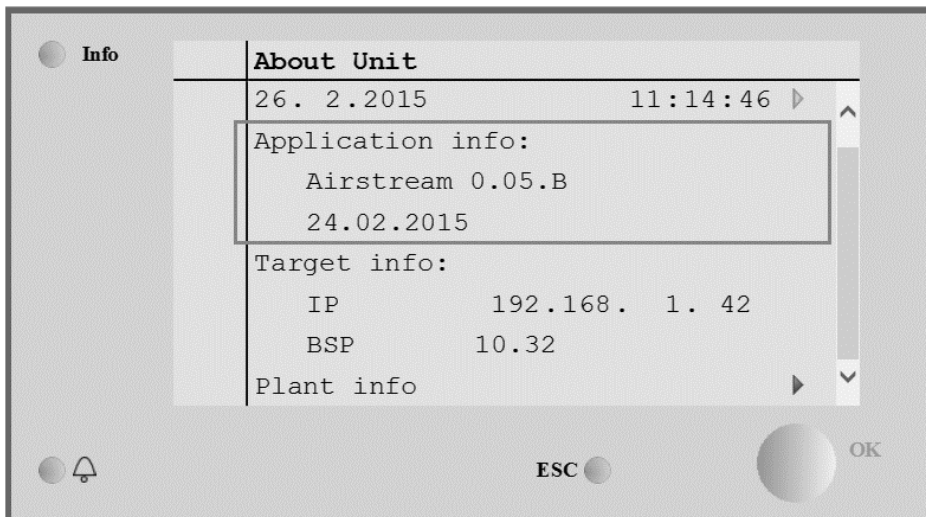 Info
About Unit
26. 2.2015 11:14:46
Application info:
Airstream 0.05.B
24.02.2015
Target info:
IP 192.168. 1. 42
BSP 10.32
Plant info
ESC
OK